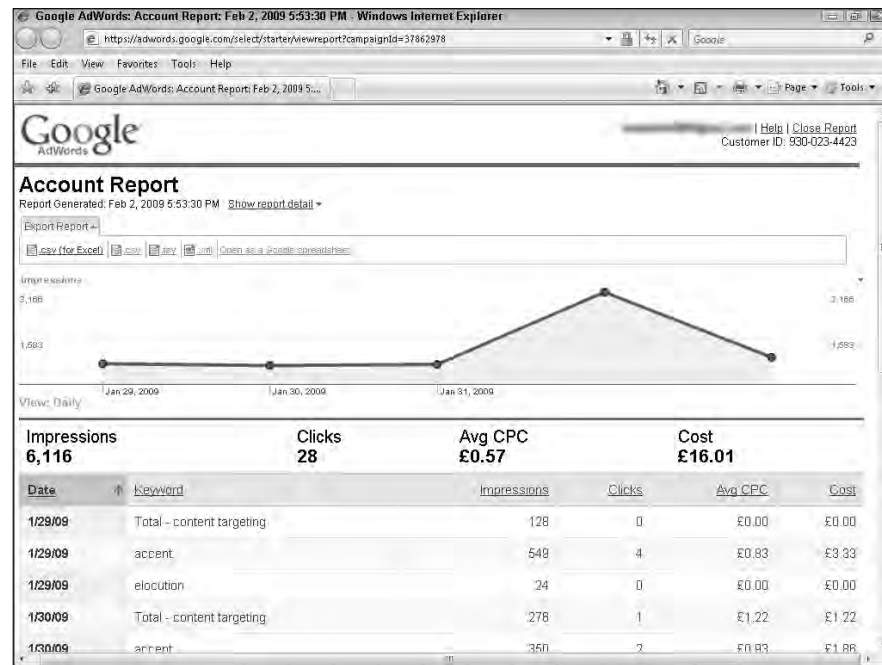 Google AdWords: Account Report: Feb 2, 2009 5:53:30 PM - Windows Internet Explorer
https://adwords.google.com/select/starter/viewreport?campaignId=37862978
Google
File Edit View Favorites Tools Help
Google AdWords: Account Report: Feb 2, 2009 5:...
Page Tools
Google
AdWords
| Help | Close Report
Customer ID: 930-023-4423
Account Report
Report Generated: Feb 2, 2009 5:53:30 PM Show report detail
Export Report
.csv (for Excel) .csv .tsv .xml Open as a Google spreadsheet
Impressions
3,166 3,166
1,583 1,583
Jan 29, 2009 Jan 30, 2009 Jan 31, 2009
View: Daily
Impressions Clicks Avg CPC Cost
6,116 28 £0.57 £16.01
Date Keyword Impressions Clicks Avg CPC Cost
1/29/09 Total - content targeting 128 0 £0.00 £0.00
1/29/09 accent 549 4 £0.83 £3.33
1/29/09 elocution 24 0 £0.00 £0.00
1/30/09 Total - content targeting 278 1 £1.22 £1.22
1/30/09 accent 350 2 £0.93 £1.86